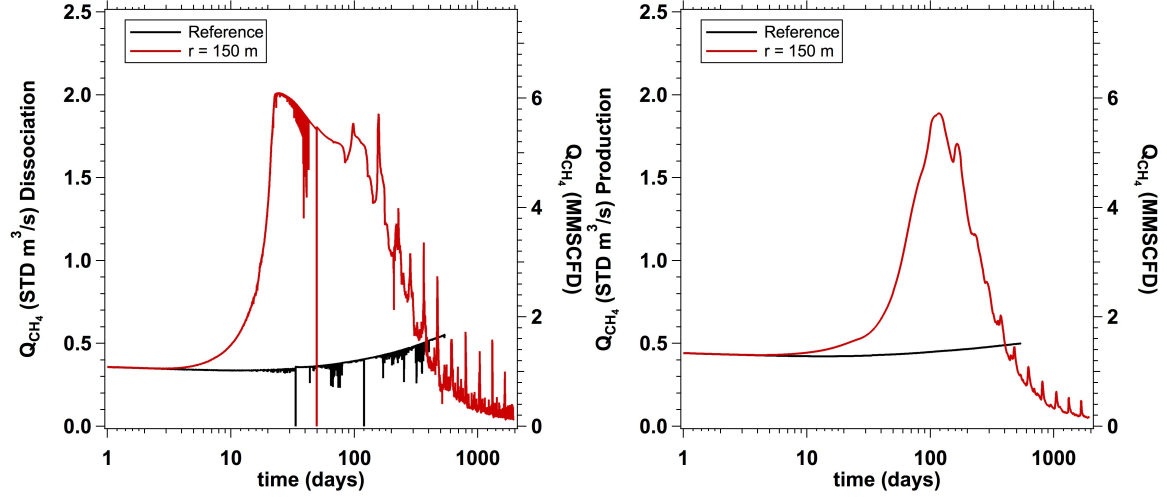 2.5
2.0
1.5
1.0
0.5
0.0
Q_CH4 (STD m³/s) Dissociation
Reference
r = 150 m
6
4
2
0
Q_CH4 (MMSCFD)
1 10 100 1000
time (days)
2.5
2.0
1.5
1.0
0.5
0.0
Q_CH4 (STD m³/s) Production
Reference
r = 150 m
6
4
2
0
Q_CH4 (MMSCFD)
1 10 100 1000
time (days)